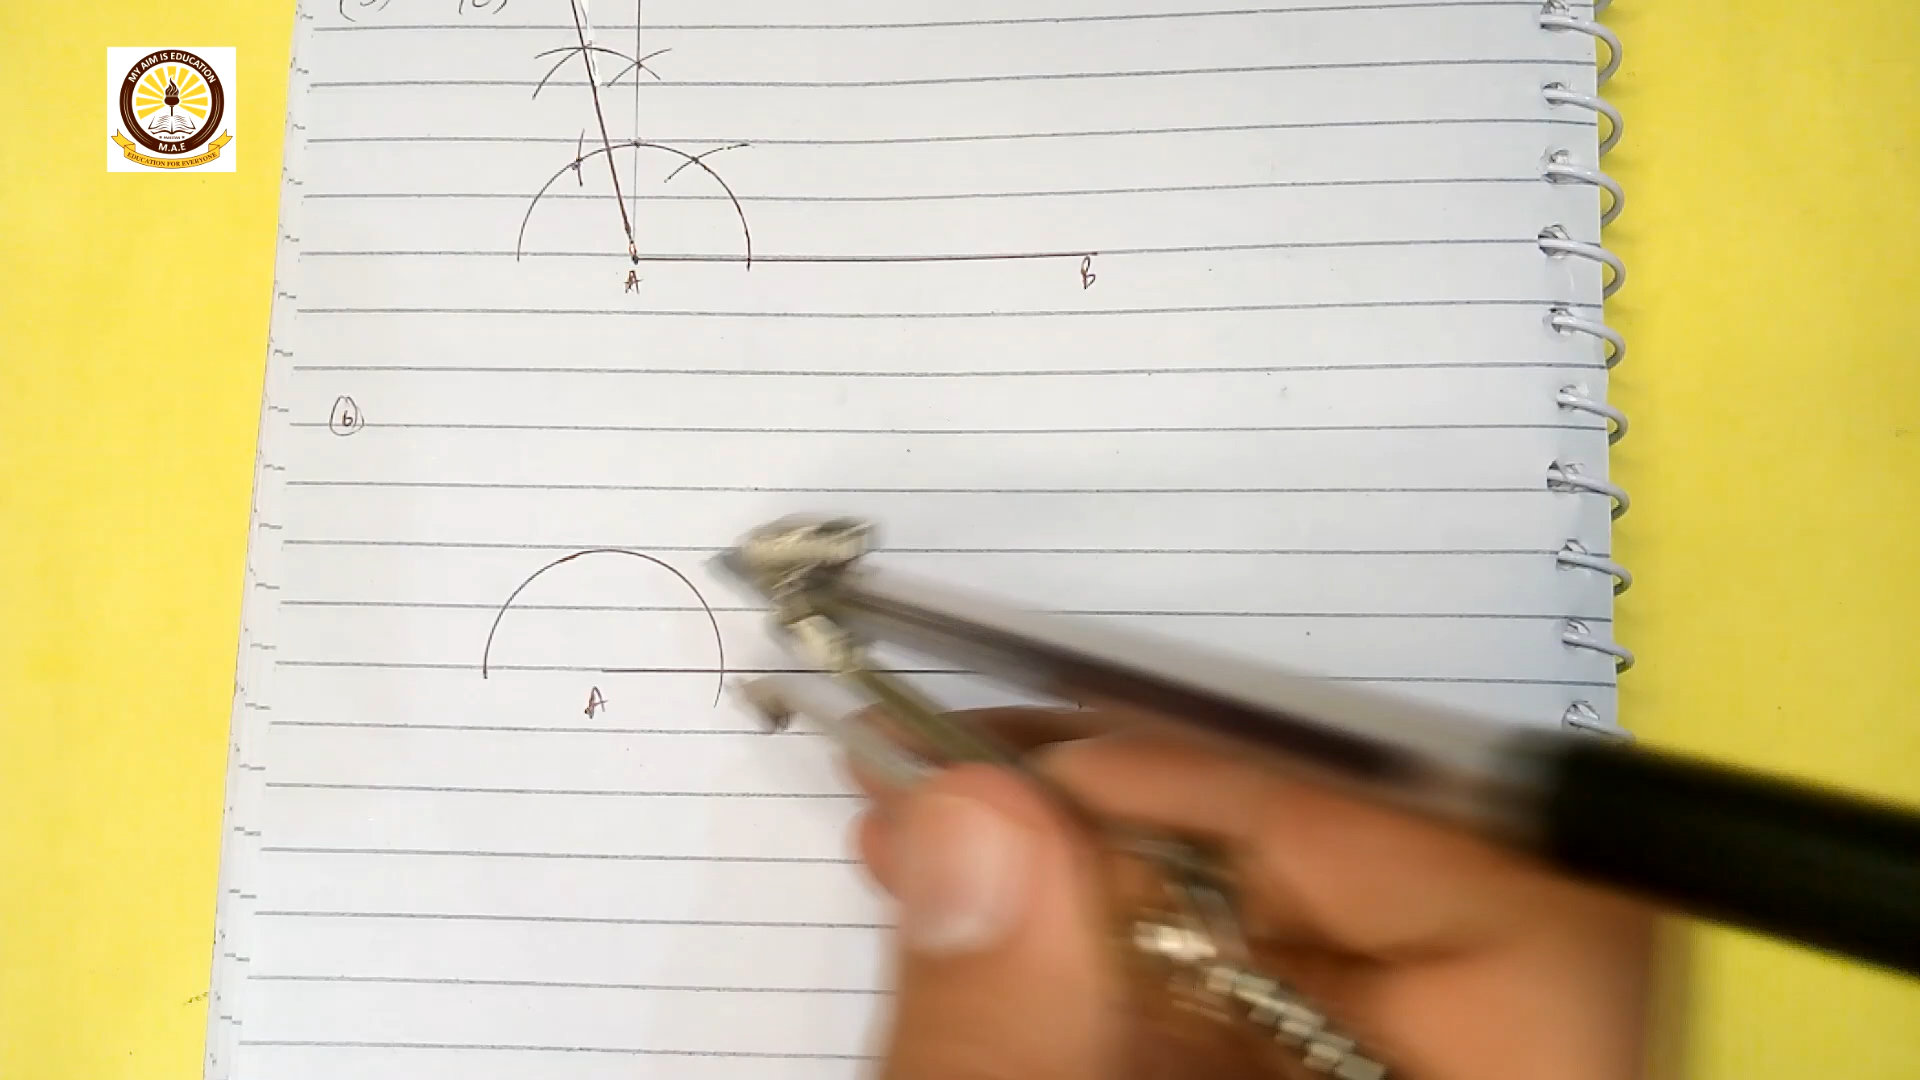 MY AIM IS EDUCATION
M.A.E
EDUCATION FOR EVERYONE
A
B
6
A